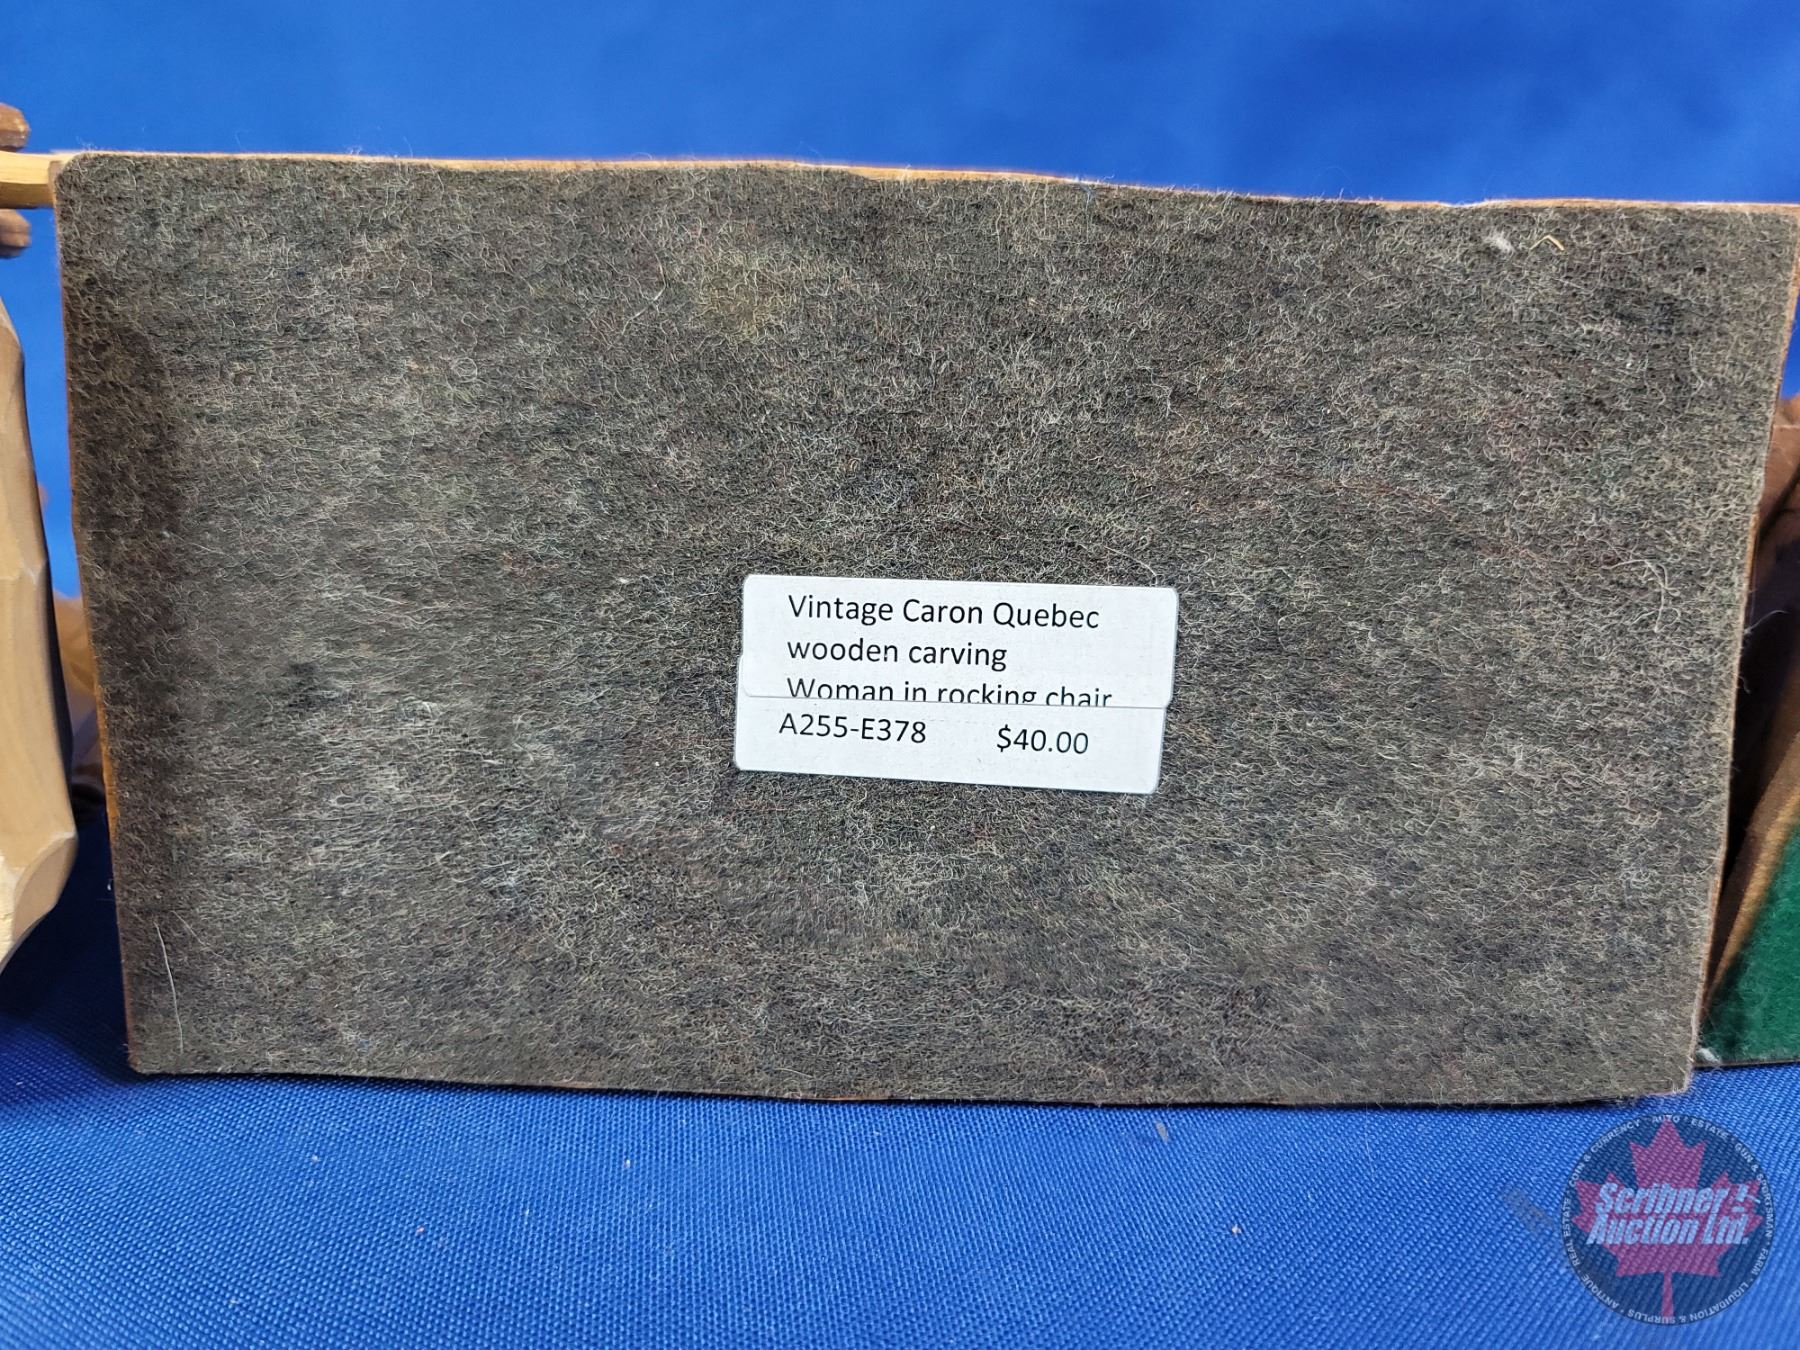 Vintage Caron Quebec
wooden carving
Woman in rocking chair
A255-E378 $40.00
Scribner
Auction Ltd.